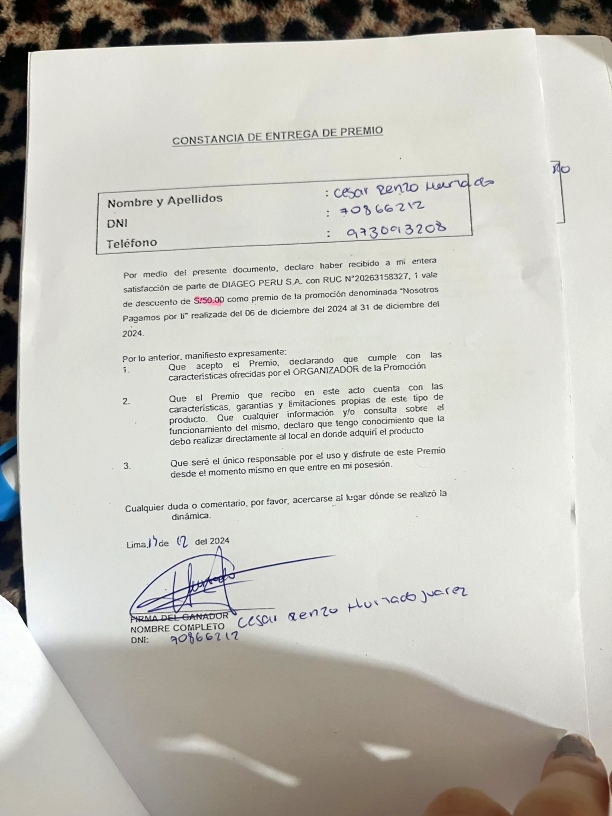 CONSTANCIA DE ENTREGA DE PREMIO
Nombre y Apellidos : Cesar Renzo Hurtado
DNI : 70866212
Teléfono : 973093208
Por medio del presente documento, declaro haber recibido a mi entera
satisfacción de parte de DIAGEO PERU S.A. con RUC N°20263158327, 1 vale
de descuento de S/50.00 como premio de la promoción denominada "Nosotros
Pagamos por ti" realizada del 06 de diciembre del 2024 al 31 de diciembre del
2024.
Por lo anterior, manifiesto expresamente:
1. Que acepto el Premio, declarando que cumple con las
características ofrecidas por el ORGANIZADOR de la Promoción
2. Que el Premio que recibo en este acto cuenta con las
características, garantías y limitaciones propias de este tipo de
producto. Que cualquier información y/o consulta sobre el
funcionamiento del mismo, declaro que tengo conocimiento que la
debo realizar directamente al local en donde adquirí el producto
3. Que seré el único responsable por el uso y disfrute de este Premio
desde el momento mismo en que entre en mi posesión.
Cualquier duda o comentario, por favor, acercarse al lugar dónde se realizó la
dinámica.
Lima, de 12 del 2024
FIRMA DEL GANADOR
NOMBRE COMPLETO Cesar Renzo Hurtado Juarez
DNI: 70866212